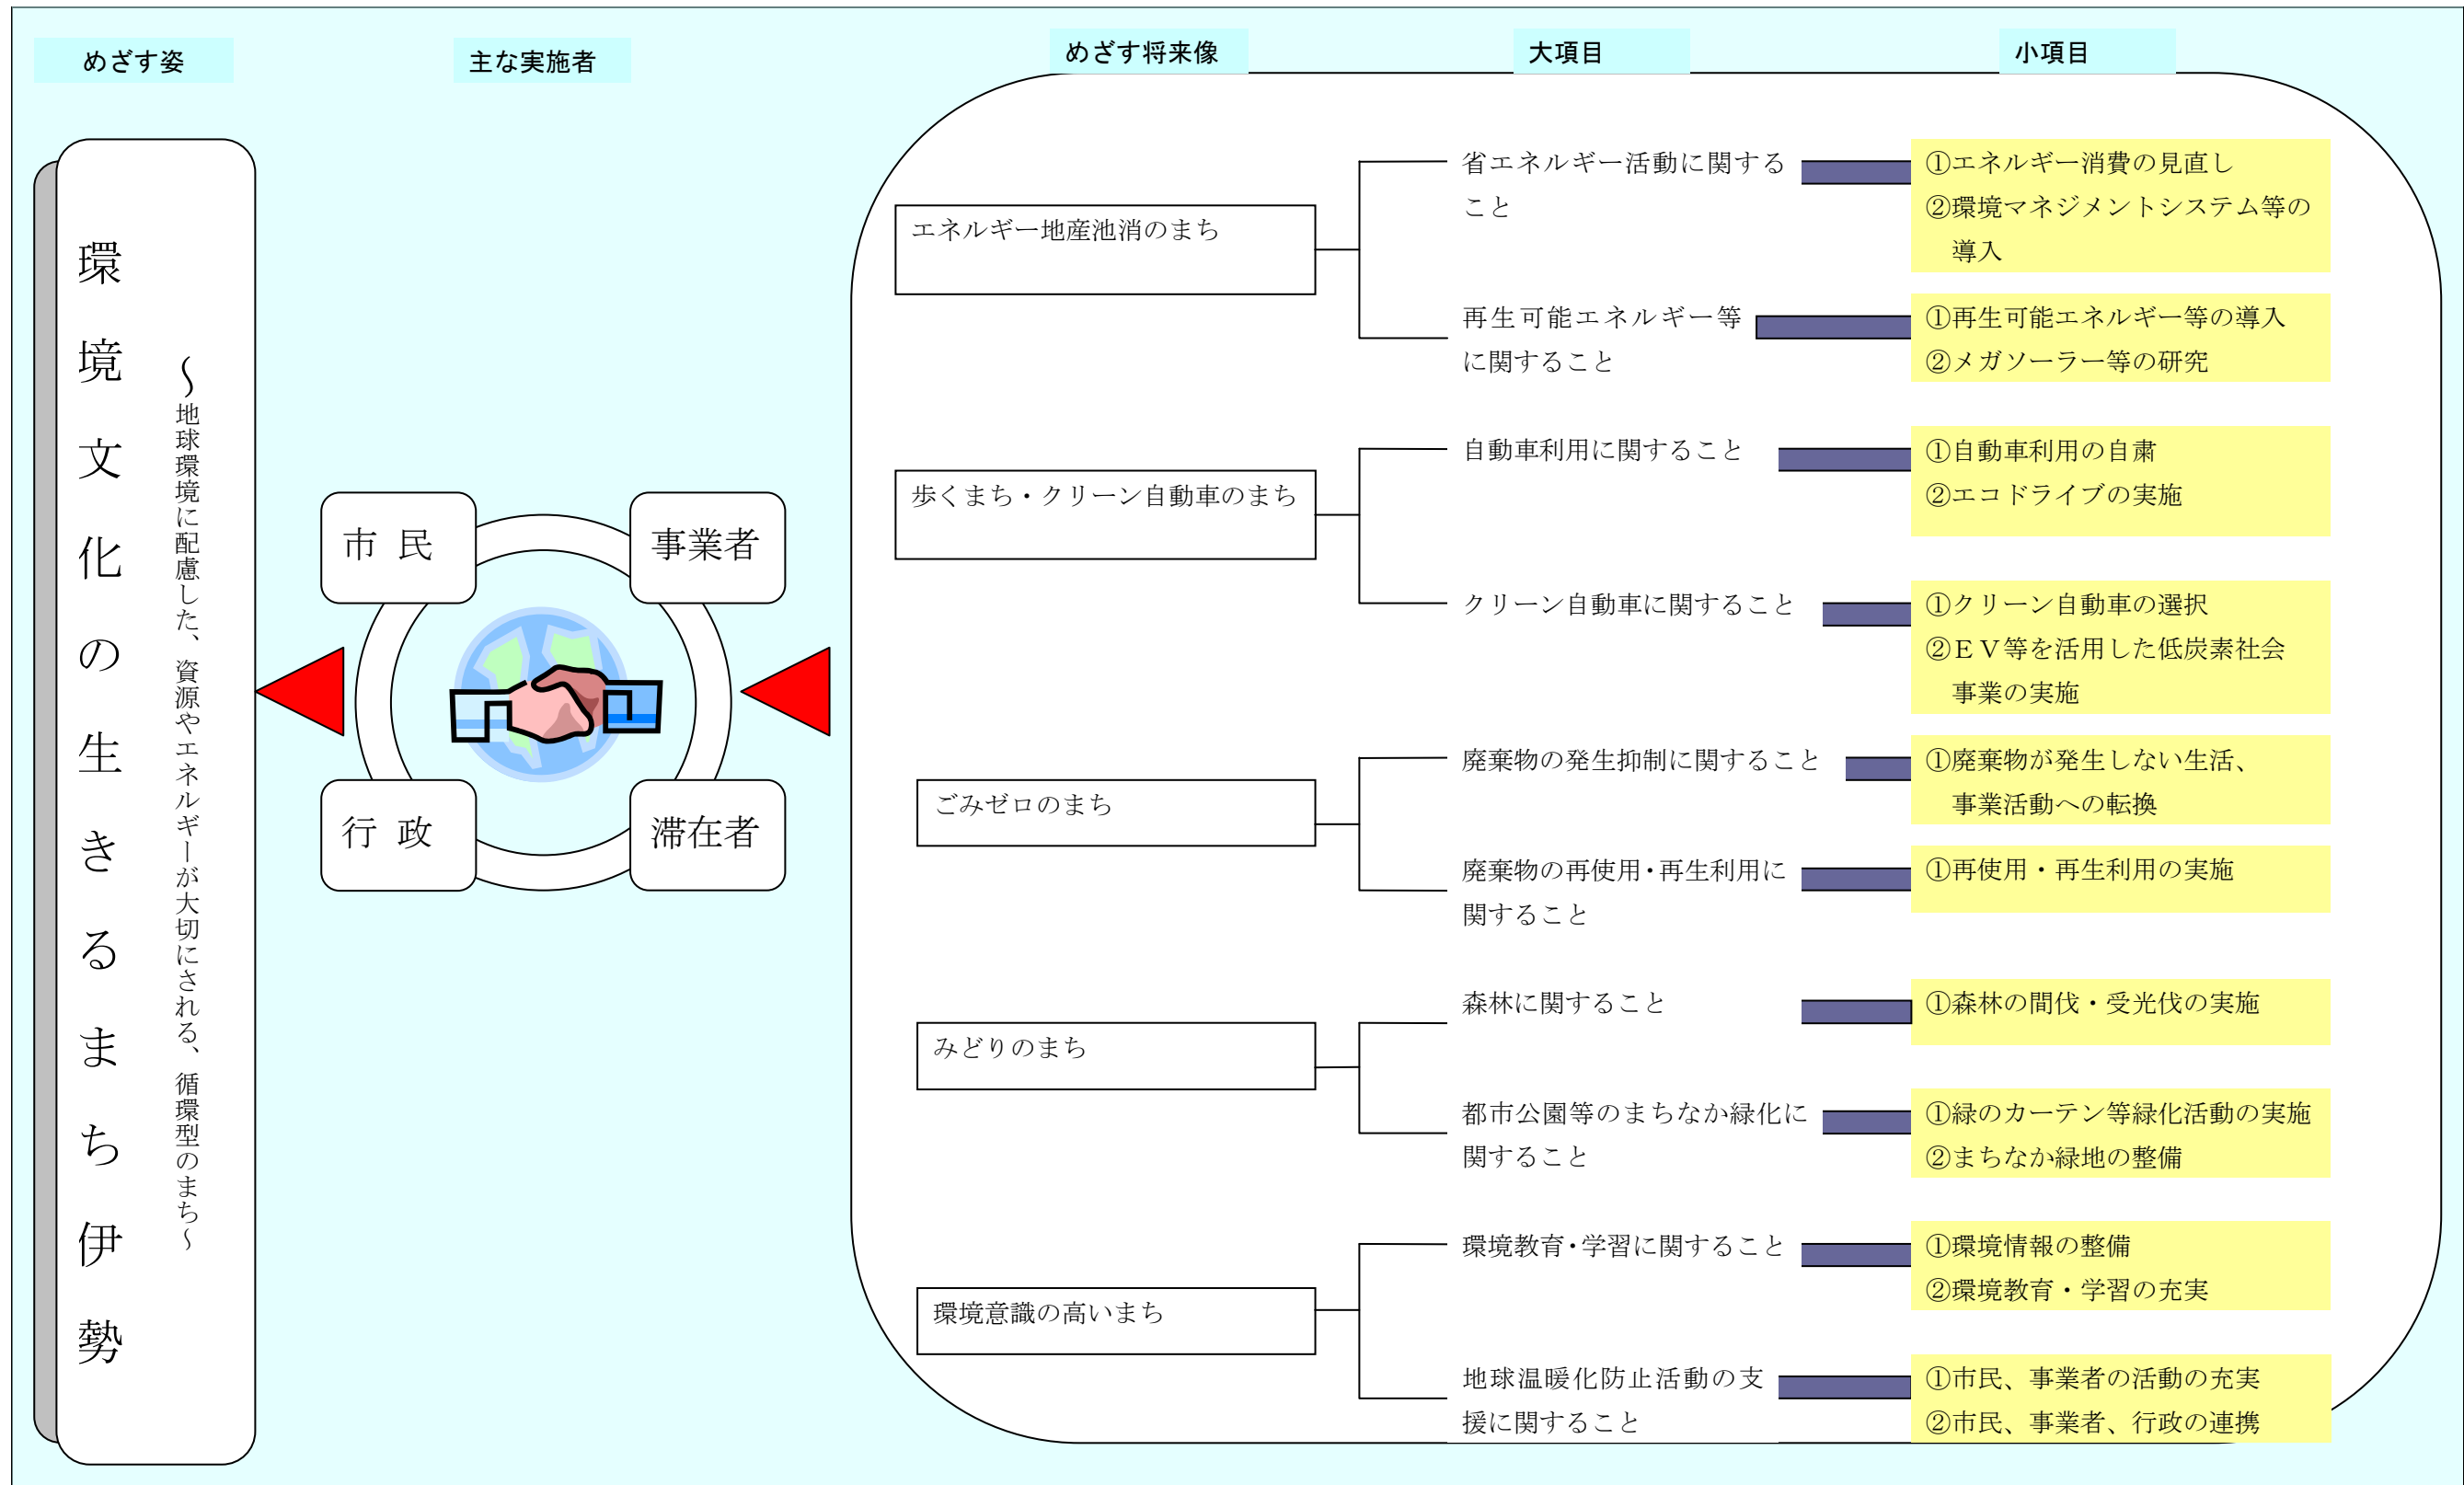 めざす姿
主な実施者
めざす将来像
大項目
小項目
環境文化の生きるまち伊勢
～地球環境に配慮した、資源やエネルギーが大切にされる、循環型のまち～
市 民
事業者
行 政
滞在者
エネルギー地産池消のまち
省エネルギー活動に関する
こと
①エネルギー消費の見直し
②環境マネジメントシステム等の
導入
再生可能エネルギー等
に関すること
①再生可能エネルギー等の導入
②メガソーラー等の研究
歩くまち・クリーン自動車のまち
自動車利用に関すること
①自動車利用の自粛
②エコドライブの実施
クリーン自動車に関すること
①クリーン自動車の選択
②ＥＶ等を活用した低炭素社会
事業の実施
ごみゼロのまち
廃棄物の発生抑制に関すること
①廃棄物が発生しない生活、
事業活動への転換
廃棄物の再使用・再生利用に
関すること
①再使用・再生利用の実施
みどりのまち
森林に関すること
①森林の間伐・受光伐の実施
都市公園等のまちなか緑化に
関すること
①緑のカーテン等緑化活動の実施
②まちなか緑地の整備
環境意識の高いまち
環境教育・学習に関すること
①環境情報の整備
②環境教育・学習の充実
地球温暖化防止活動の支
援に関すること
①市民、事業者の活動の充実
②市民、事業者、行政の連携